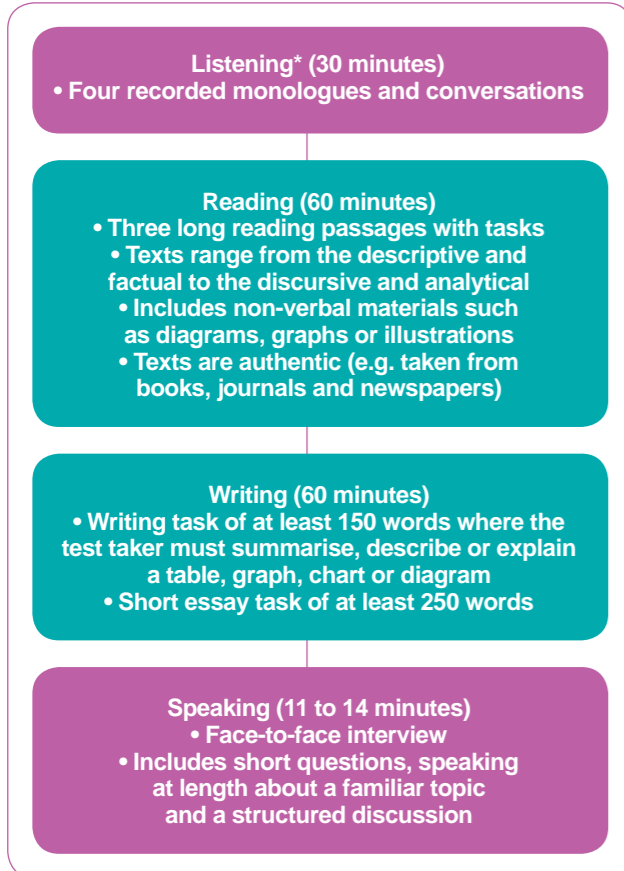 Listening* (30 minutes)
• Four recorded monologues and conversations
Reading (60 minutes)
• Three long reading passages with tasks
• Texts range from the descriptive and
factual to the discursive and analytical
• Includes non-verbal materials such
as diagrams, graphs or illustrations
• Texts are authentic (e.g. taken from
books, journals and newspapers)
Writing (60 minutes)
• Writing task of at least 150 words where the
test taker must summarise, describe or explain
a table, graph, chart or diagram
• Short essay task of at least 250 words
Speaking (11 to 14 minutes)
• Face-to-face interview
• Includes short questions, speaking
at length about a familiar topic
and a structured discussion